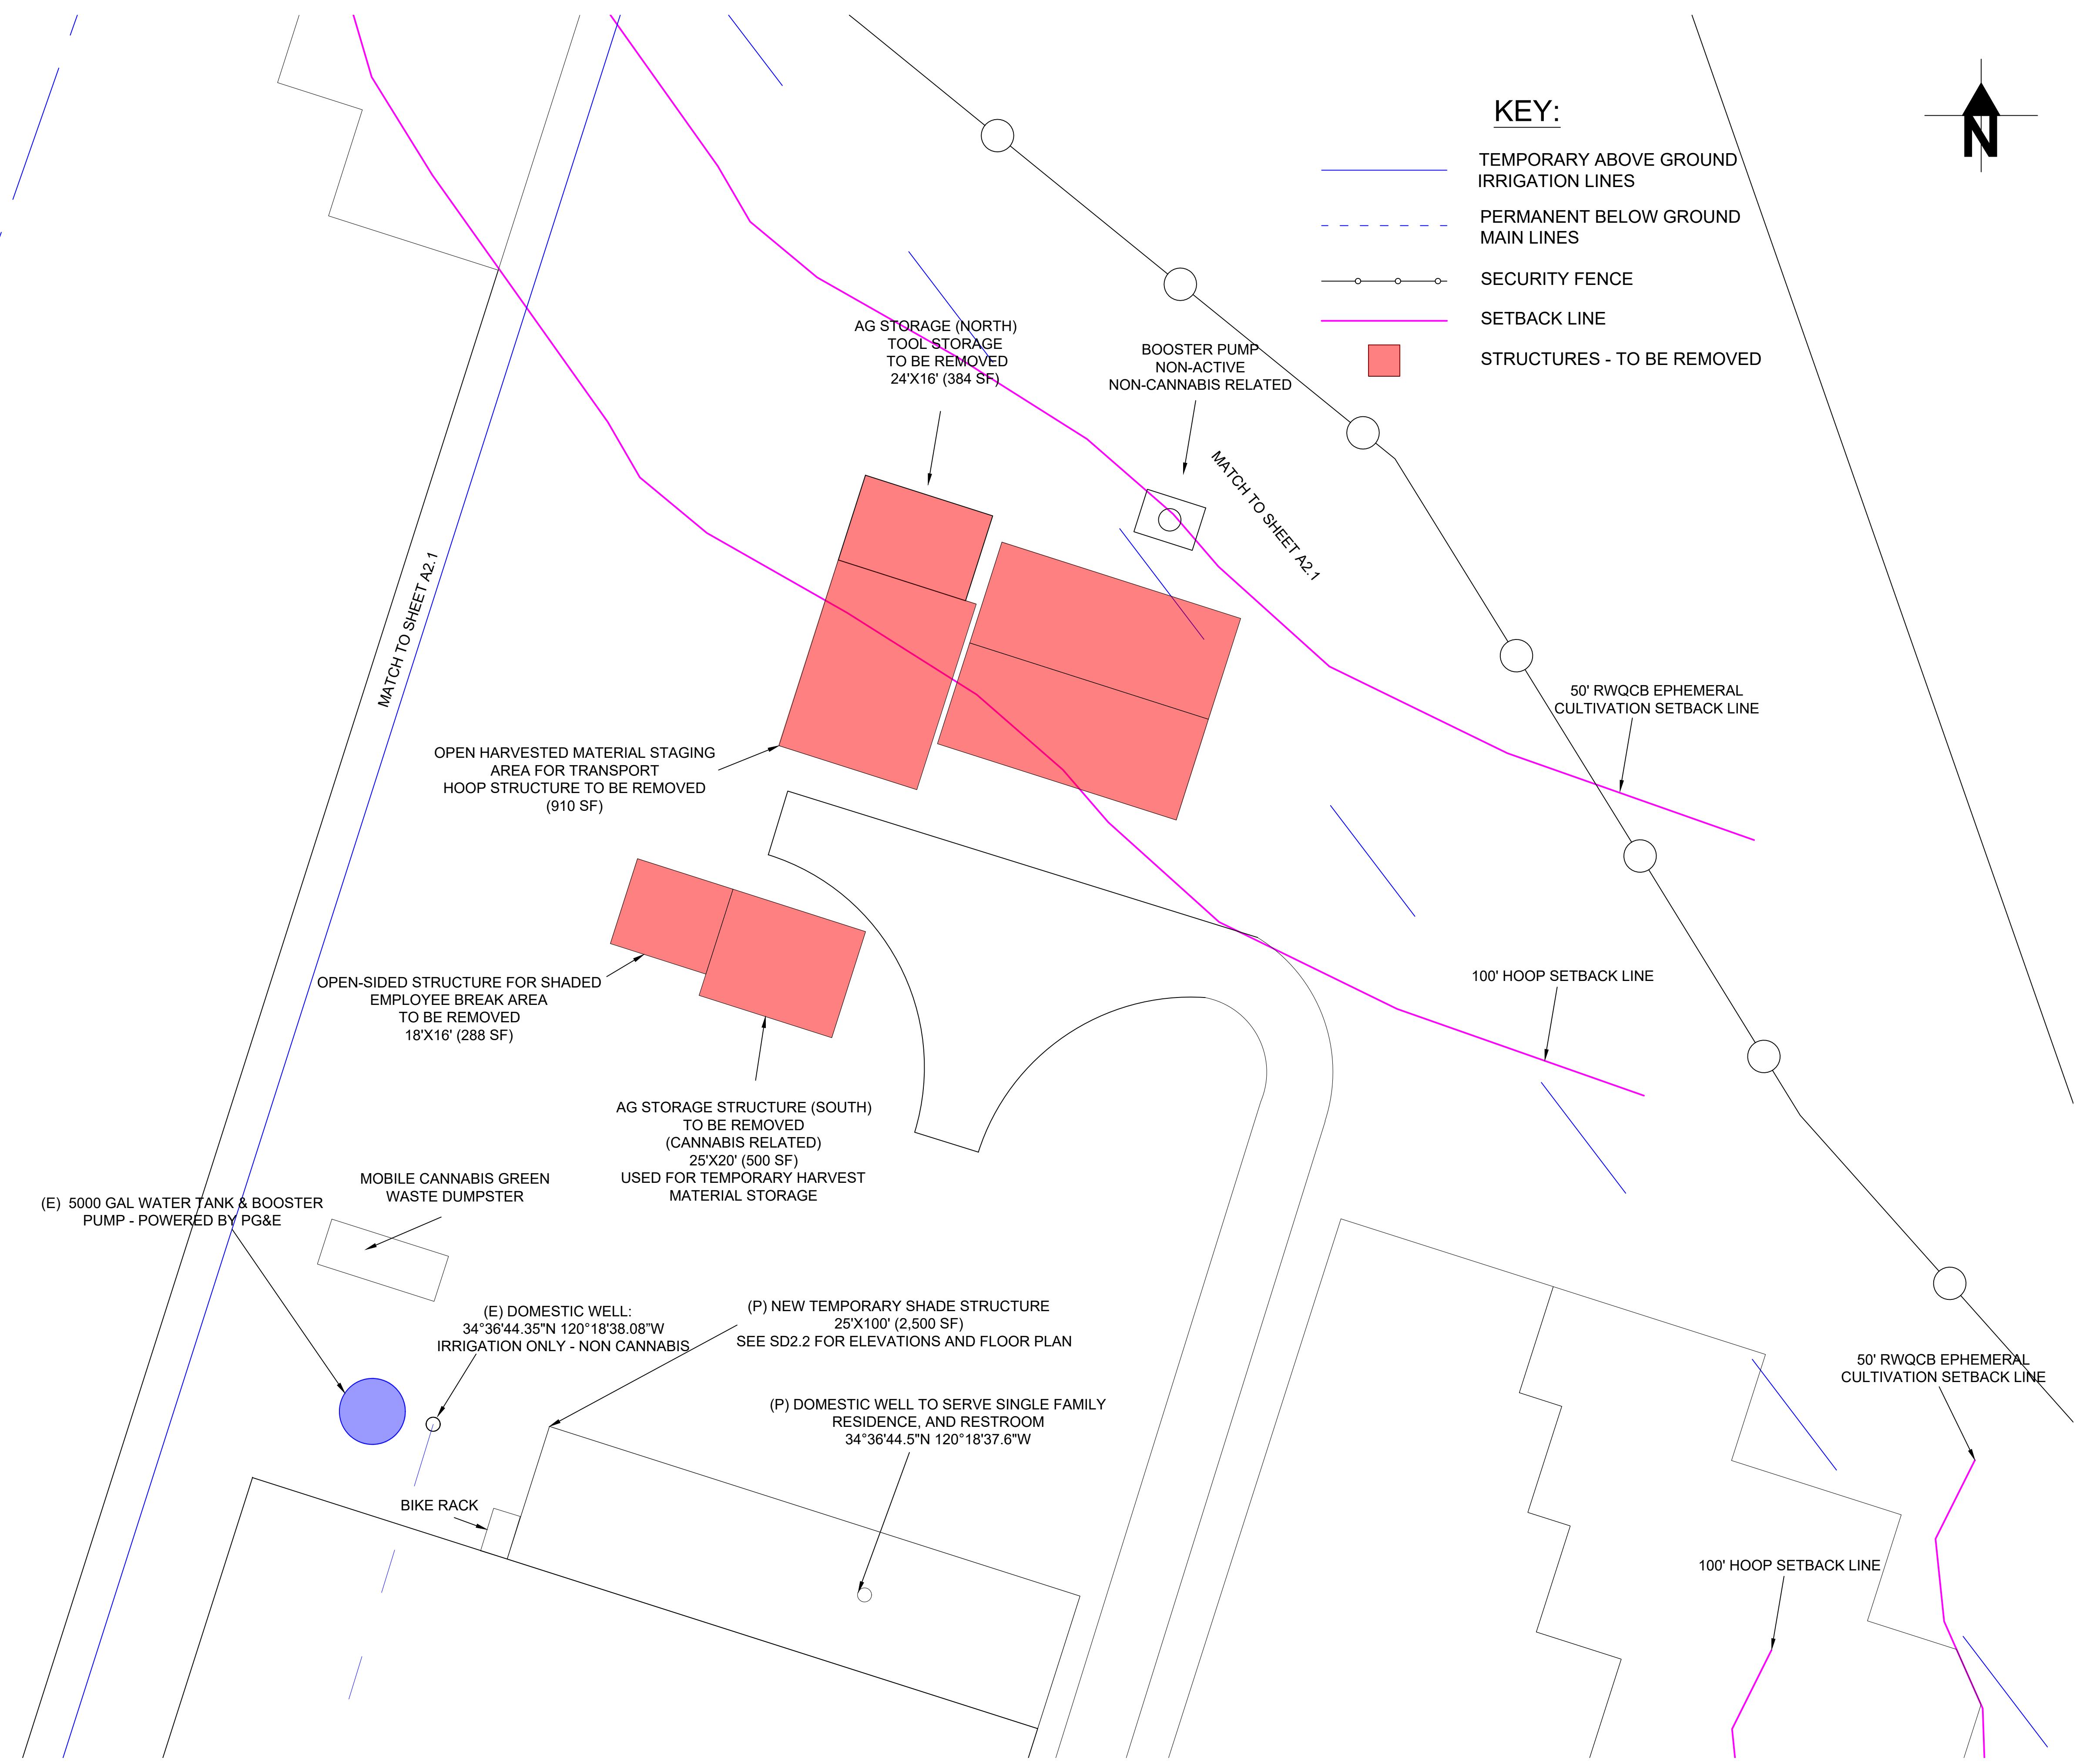 KEY:
TEMPORARY ABOVE GROUND
IRRIGATION LINES
PERMANENT BELOW GROUND
MAIN LINES
SECURITY FENCE
SETBACK LINE
STRUCTURES - TO BE REMOVED
N
AG STORAGE (NORTH)
TOOL STORAGE
TO BE REMOVED
24'X16' (384 SF)
BOOSTER PUMP
NON-ACTIVE
NON-CANNABIS RELATED
MATCH TO SHEET A2.1
MATCH TO SHEET A2.1
50' RWQCB EPHEMERAL
CULTIVATION SETBACK LINE
OPEN HARVESTED MATERIAL STAGING
AREA FOR TRANSPORT
HOOP STRUCTURE TO BE REMOVED
(910 SF)
OPEN-SIDED STRUCTURE FOR SHADED
EMPLOYEE BREAK AREA
TO BE REMOVED
18'X16' (288 SF)
100' HOOP SETBACK LINE
AG STORAGE STRUCTURE (SOUTH)
TO BE REMOVED
(CANNABIS RELATED)
25'X20' (500 SF)
USED FOR TEMPORARY HARVEST
MATERIAL STORAGE
MOBILE CANNABIS GREEN
WASTE DUMPSTER
(E)  5000 GAL WATER TANK & BOOSTER
PUMP - POWERED BY PG&E
(E) DOMESTIC WELL:
34°36'44.35"N 120°18'38.08”W
IRRIGATION ONLY - NON CANNABIS
(P) NEW TEMPORARY SHADE STRUCTURE
25'X100' (2,500 SF)
SEE SD2.2 FOR ELEVATIONS AND FLOOR PLAN
50' RWQCB EPHEMERAL
CULTIVATION SETBACK LINE
(P) DOMESTIC WELL TO SERVE SINGLE FAMILY
RESIDENCE, AND RESTROOM
34°36'44.5"N 120°18'37.6"W
BIKE RACK
100' HOOP SETBACK LINE